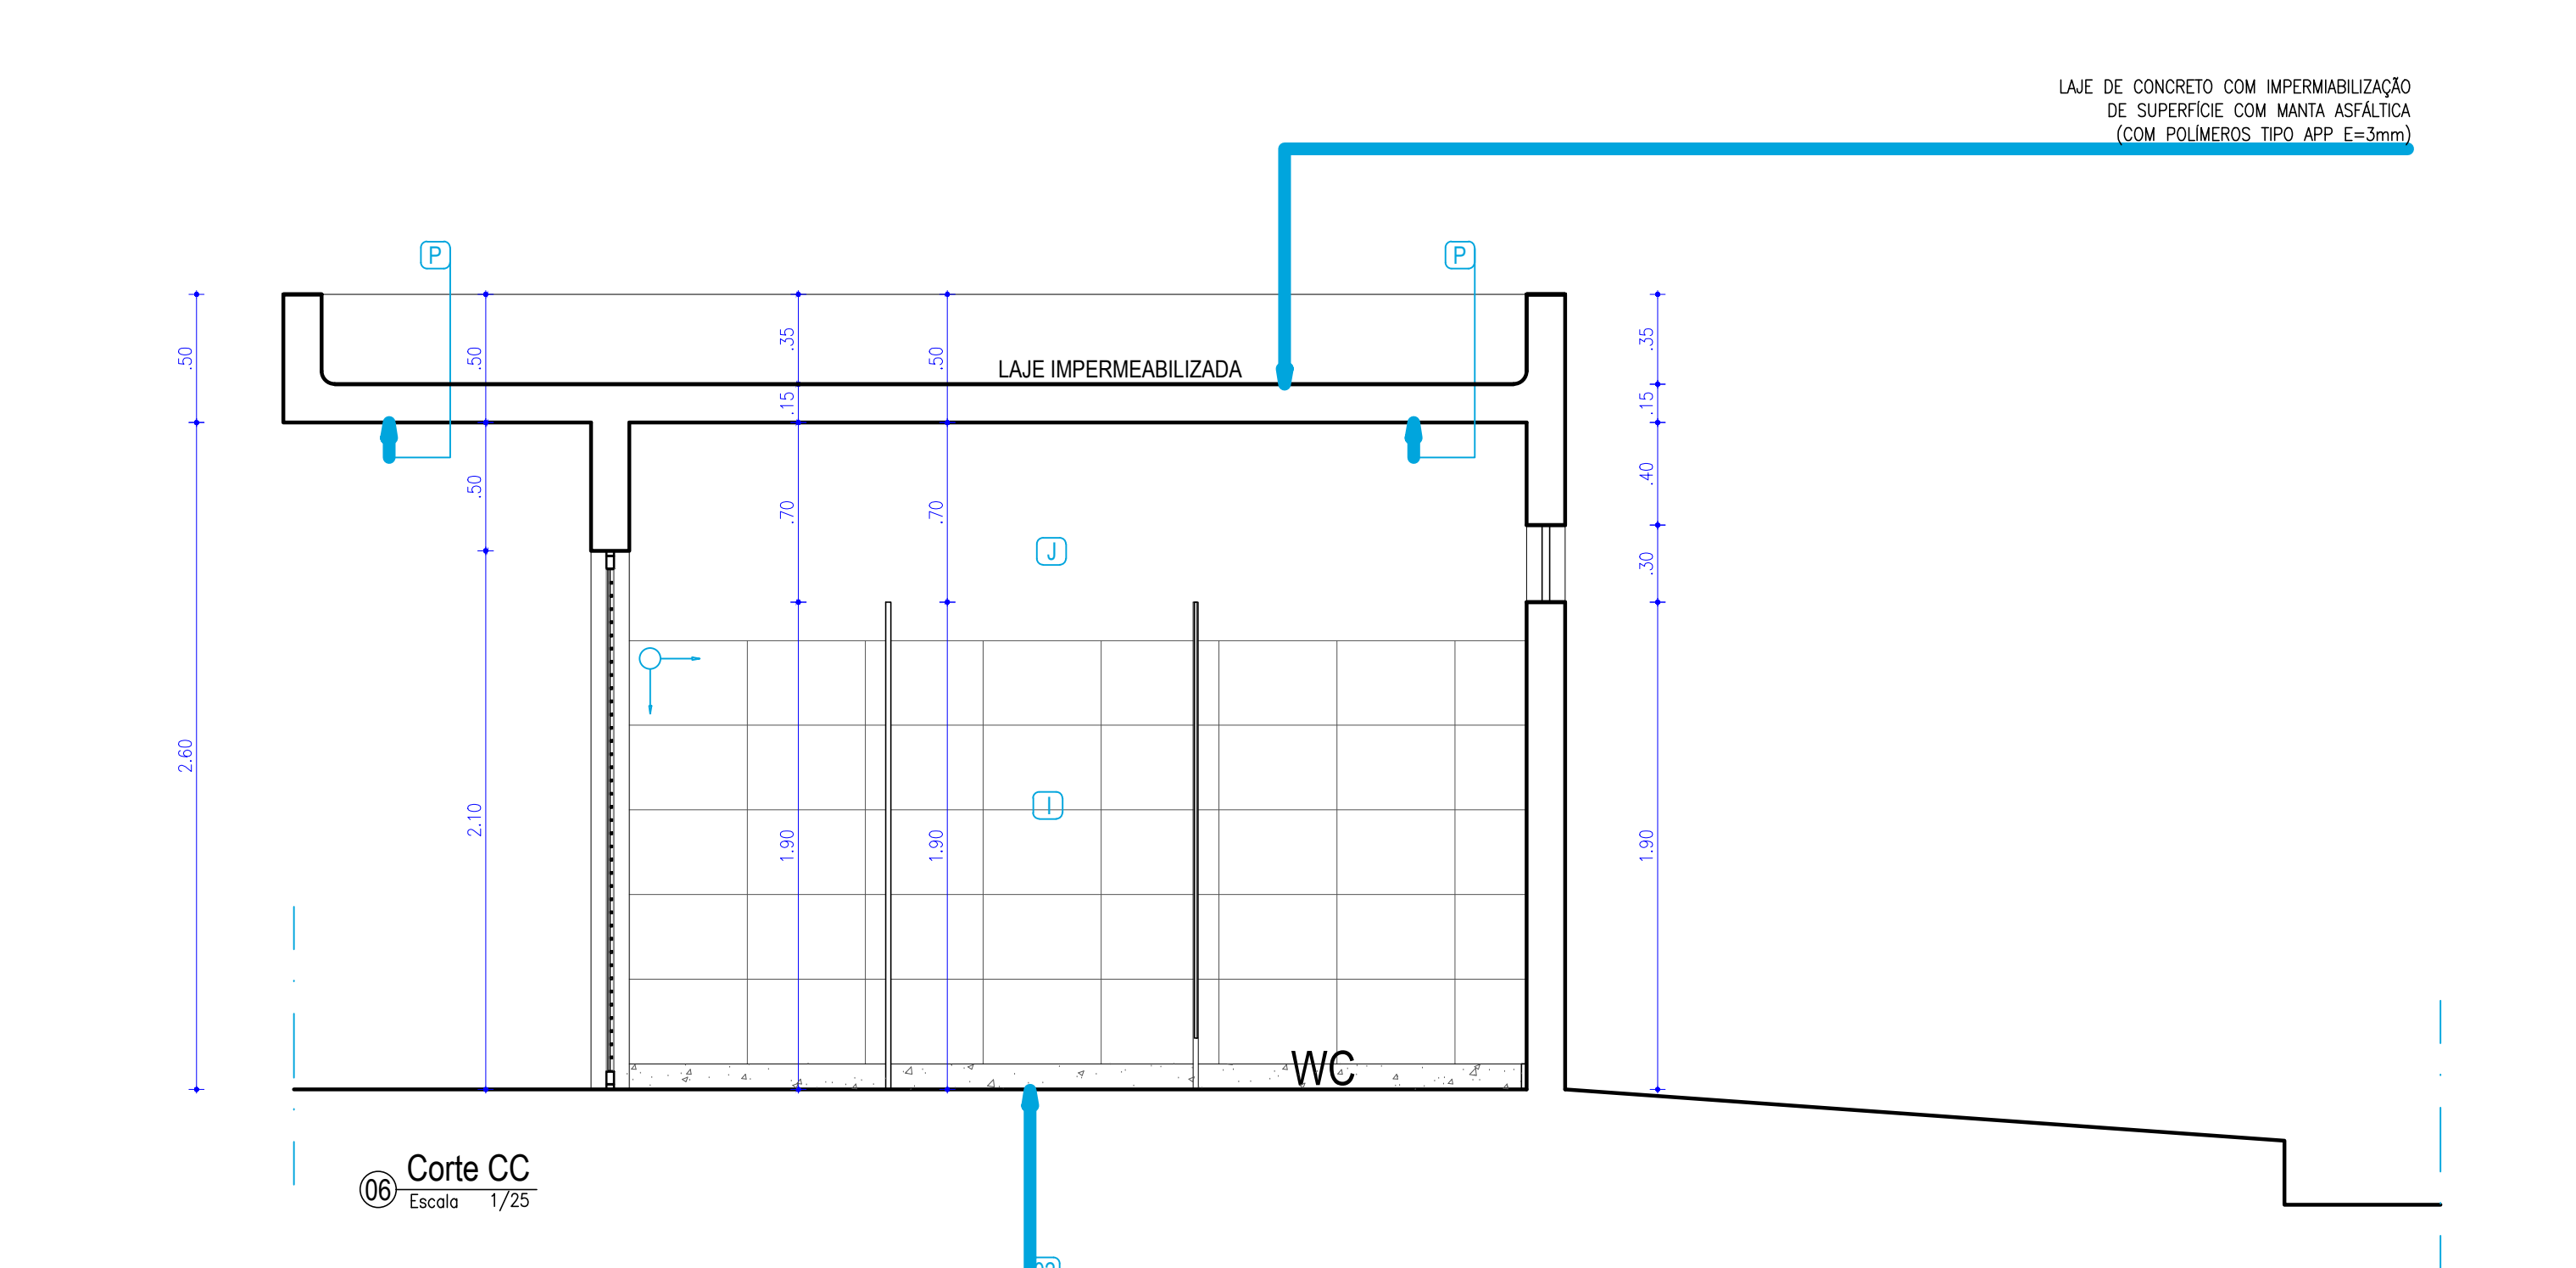 LAJE DE CONCRETO COM IMPERMIABILIZAÇÃO
DE SUPERFÍCIE COM MANTA ASFÁLTICA
(COM POLÍMEROS TIPO APP E=3mm)
P
P
.50
.50
.35
.50
.35
LAJE IMPERMEABILIZADA
.15
.15
.50
.70
.70
.40
J
.30
2.60
2.10
1.90
1.90
I
1.90
WC
06
Corte CC
Escala 1/25